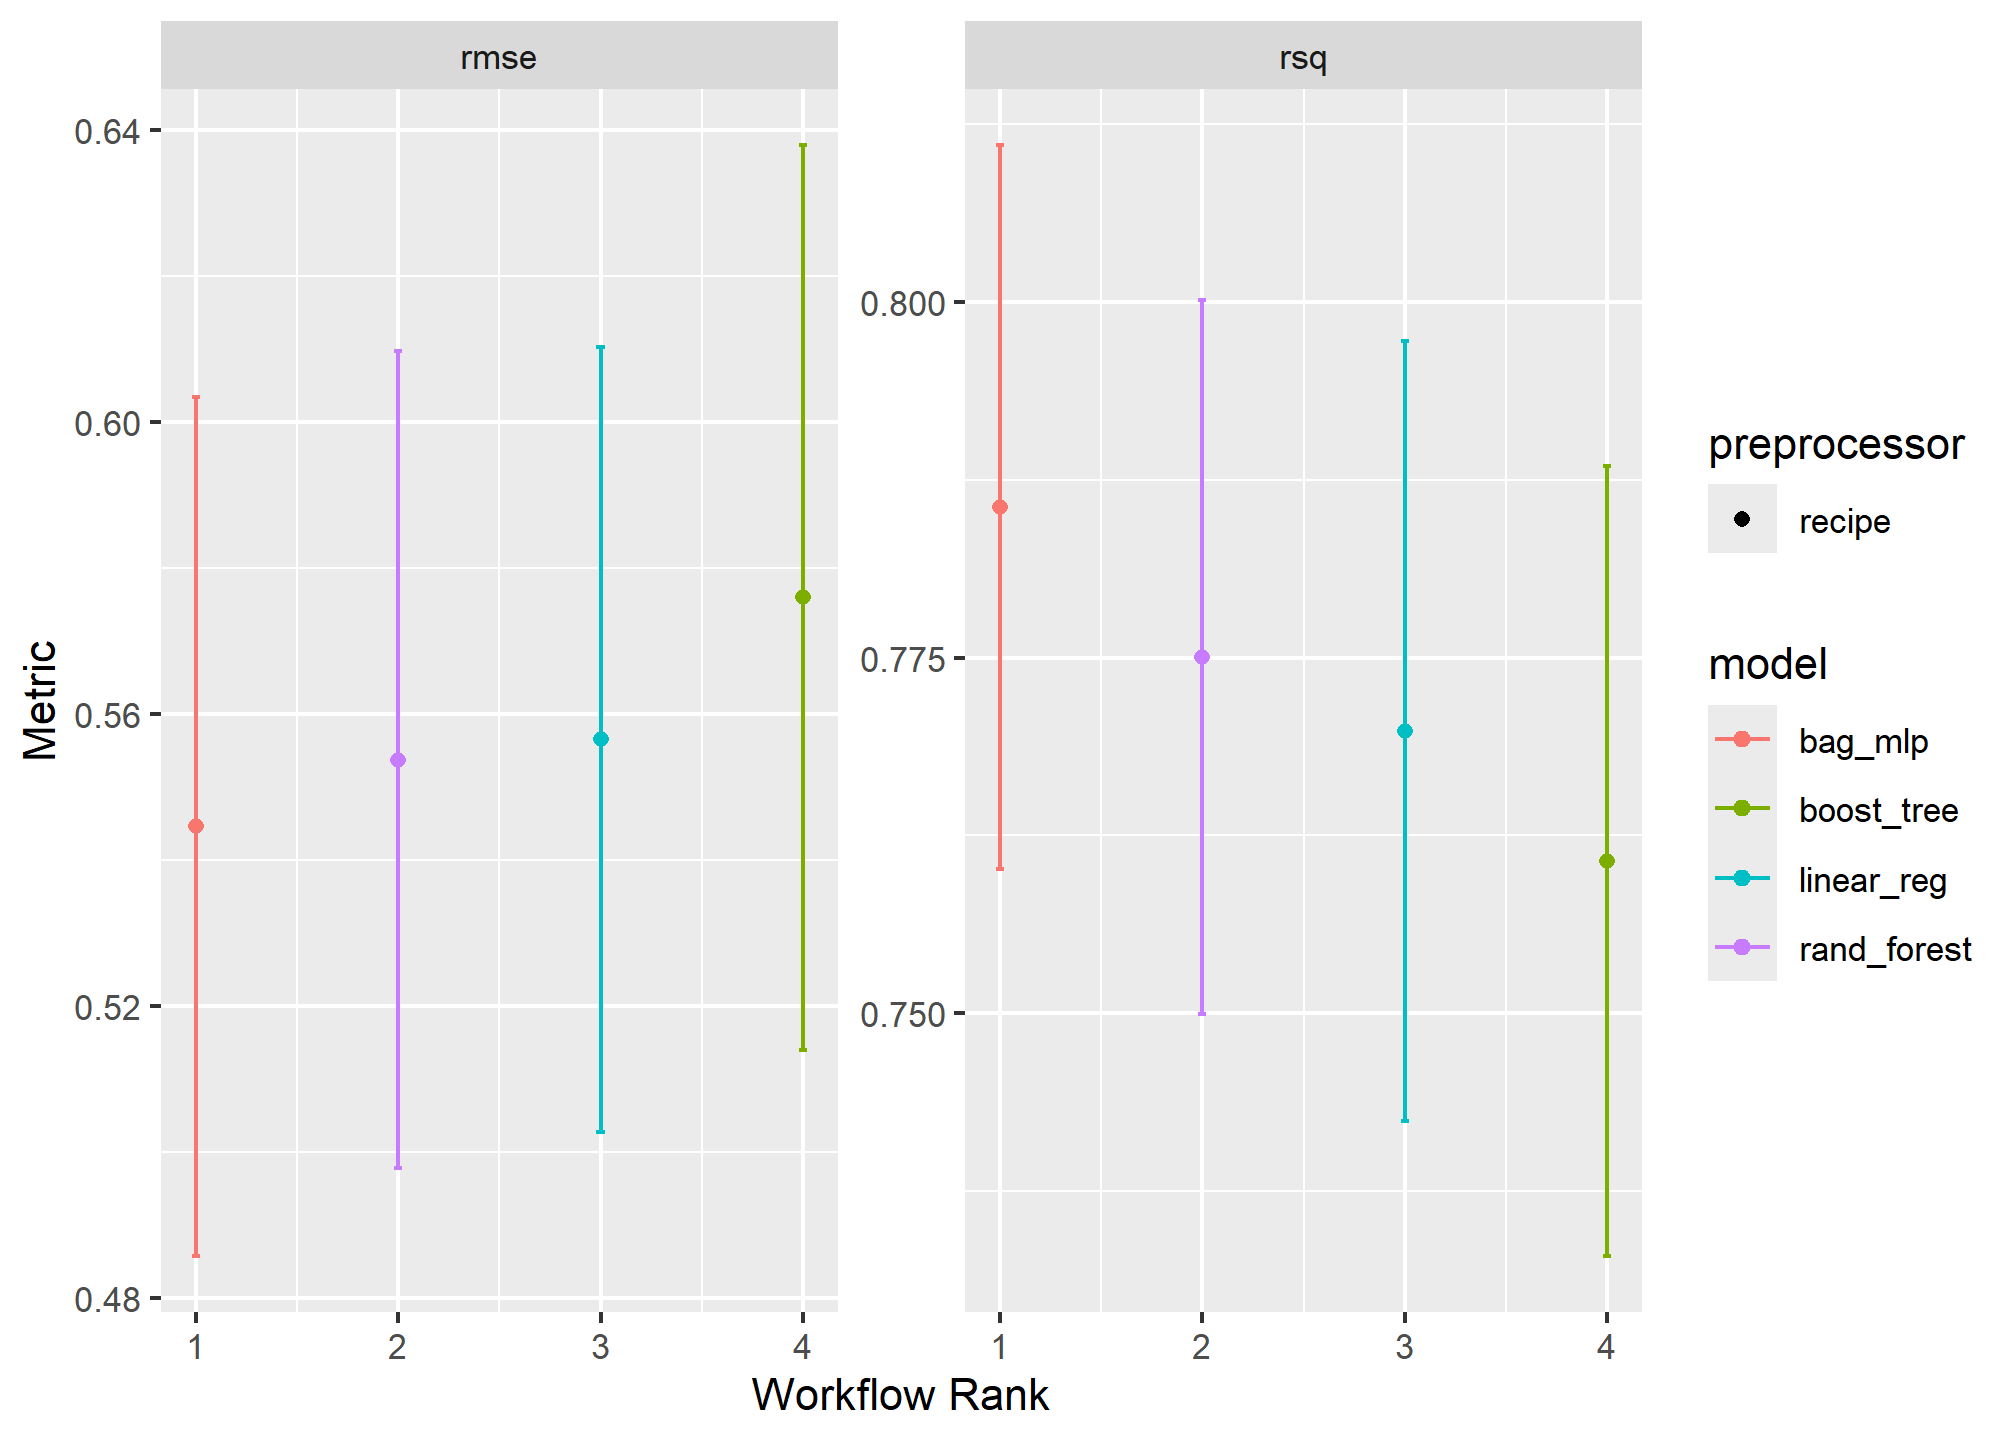 rmse
rsq
0.64
0.60
0.56
0.52
0.48
0.800
0.775
0.750
Metric
1 2 3 4
1 2 3 4
Workflow Rank
preprocessor
recipe
model
bag_mlp
boost_tree
linear_reg
rand_forest